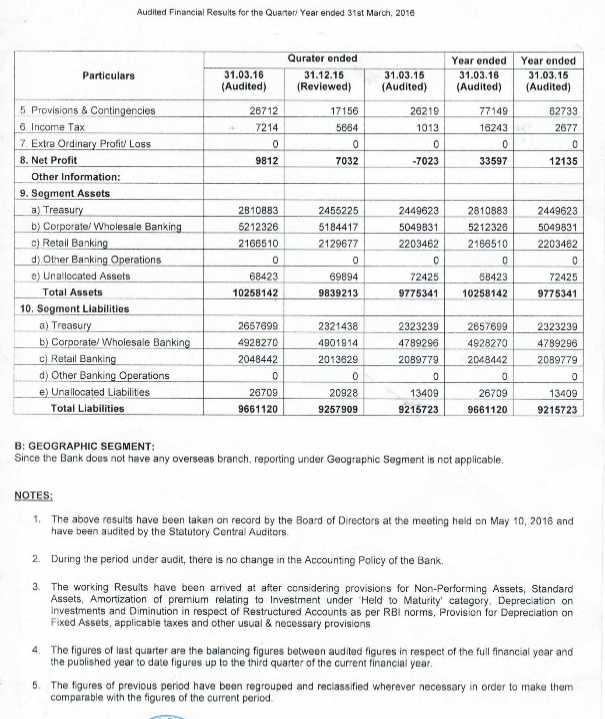 Audited Financial Results for the Quarter/ Year ended 31st March, 2016
Particulars Qurater ended Year ended Year ended
31.03.16 31.12.15 31.03.15 31.03.16 31.03.15
(Audited) (Reviewed) (Audited) (Audited) (Audited)
5 Provisions & Contingencies 26712 17156 26219 77149 62733
6 Income Tax 7214 5664 1013 16243 2677
7 Extra Ordinary Profit/ Loss 0 0 0 0 0
8. Net Profit 9812 7032 -7023 33597 12135
Other Information:
9. Segment Assets
a) Treasury 2810883 2455225 2449623 2810883 2449623
b) Corporate/ Wholesale Banking 5212326 5184417 5049831 5212326 5049831
c) Retail Banking 2166510 2129677 2203462 2166510 2203462
d) Other Banking Operations 0 0 0 0 0
e) Unallocated Assets 68423 69894 72425 68423 72425
Total Assets 10258142 9839213 9775341 10258142 9775341
10. Segment Liabilities
a) Treasury 2657699 2321438 2323239 2657699 2323239
b) Corporate/ Wholesale Banking 4928270 4901914 4789296 4928270 4789296
c) Retail Banking 2048442 2013629 2089779 2048442 2089779
d) Other Banking Operations 0 0 0 0 0
e) Unallocated Liabilities 26709 20928 13409 26709 13409
Total Liabilities 9661120 9257909 9215723 9661120 9215723
B: GEOGRAPHIC SEGMENT:
Since the Bank does not have any overseas branch, reporting under Geographic Segment is not applicable.
NOTES:
1. The above results have been taken on record by the Board of Directors at the meeting held on May 10, 2016 and
have been audited by the Statutory Central Auditors.
2. During the period under audit, there is no change in the Accounting Policy of the Bank.
3. The working Results have been arrived at after considering provisions for Non-Performing Assets, Standard
Assets, Amortization of premium relating to Investment under 'Held to Maturity' category, Depreciation on
Investments and Diminution in respect of Restructured Accounts as per RBI norms, Provision for Depreciation on
Fixed Assets, applicable taxes and other usual & necessary provisions
4. The figures of last quarter are the balancing figures between audited figures in respect of the full financial year and
the published year to date figures up to the third quarter of the current financial year.
5. The figures of previous period have been regrouped and reclassified wherever necessary in order to make them
comparable with the figures of the current period.